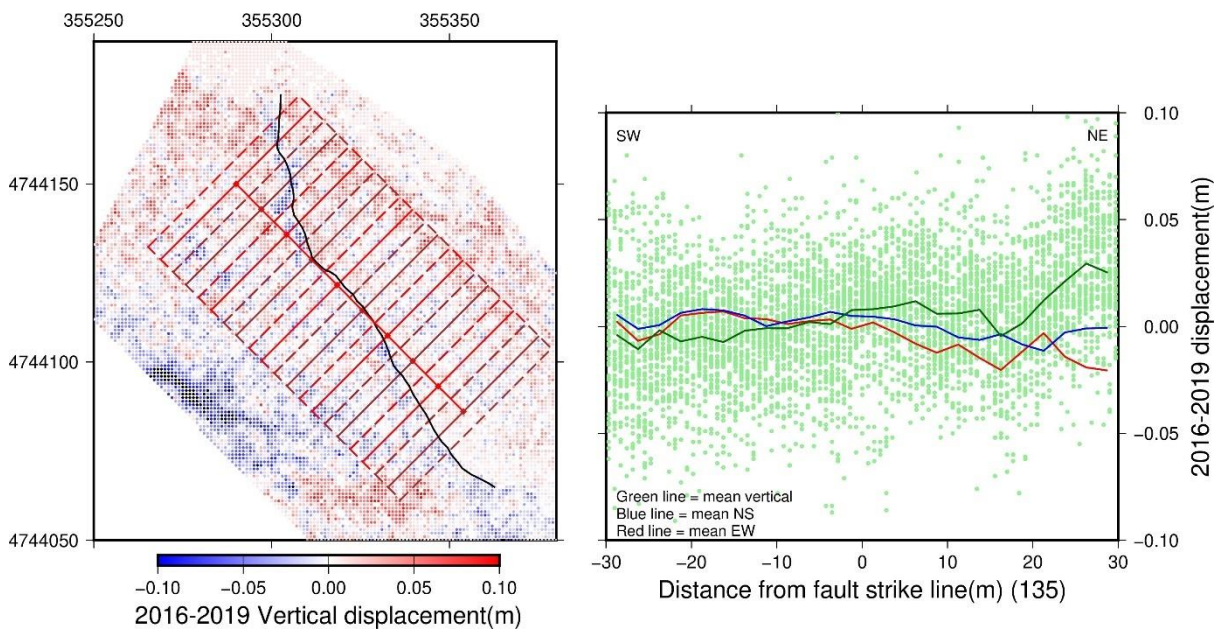 355250 355300 355350
4744150
4744100
4744050
−0.10 −0.05 0.00 0.05 0.10
2016-2019 Vertical displacement(m)
SW NE
0.10
0.05
0.00
−0.05
−0.10
2016-2019 displacement(m)
Green line = mean vertical
Blue line = mean NS
Red line = mean EW
−30 −20 −10 0 10 20 30
Distance from fault strike line(m) (135)